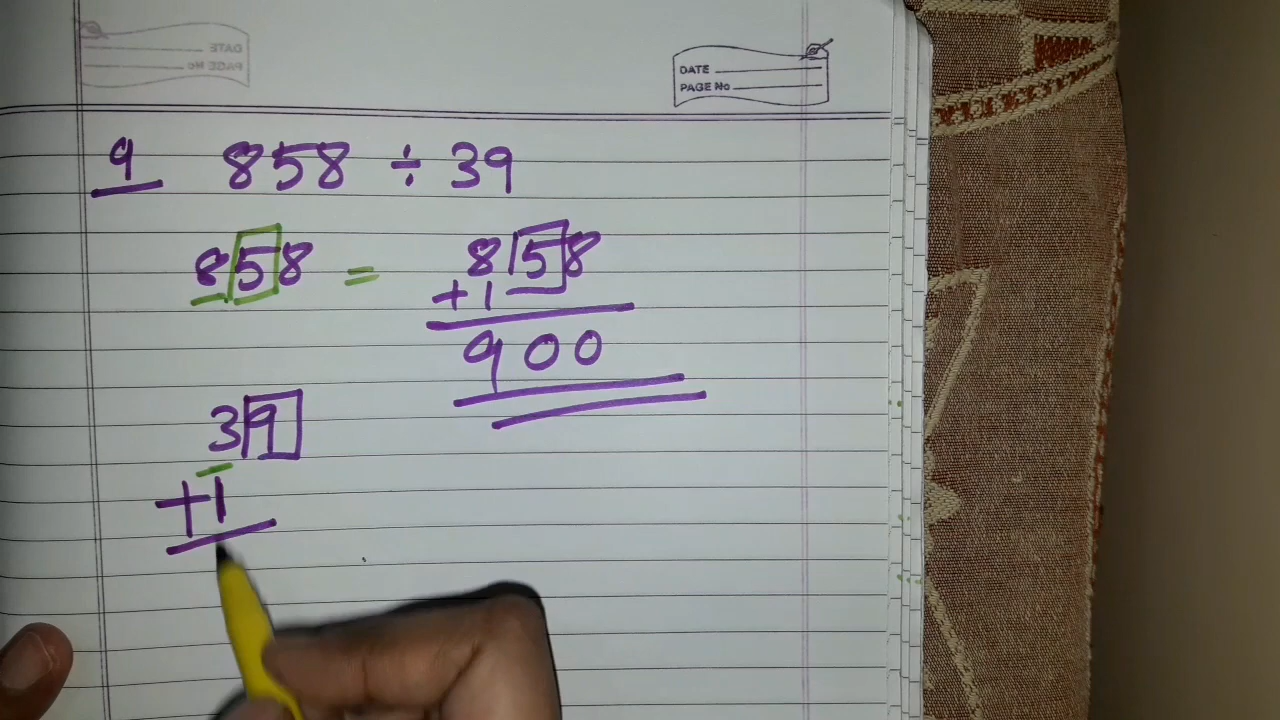 DATE
PAGE No
9 858 ÷ 39
858 = 858
+ 1
900
39
+1